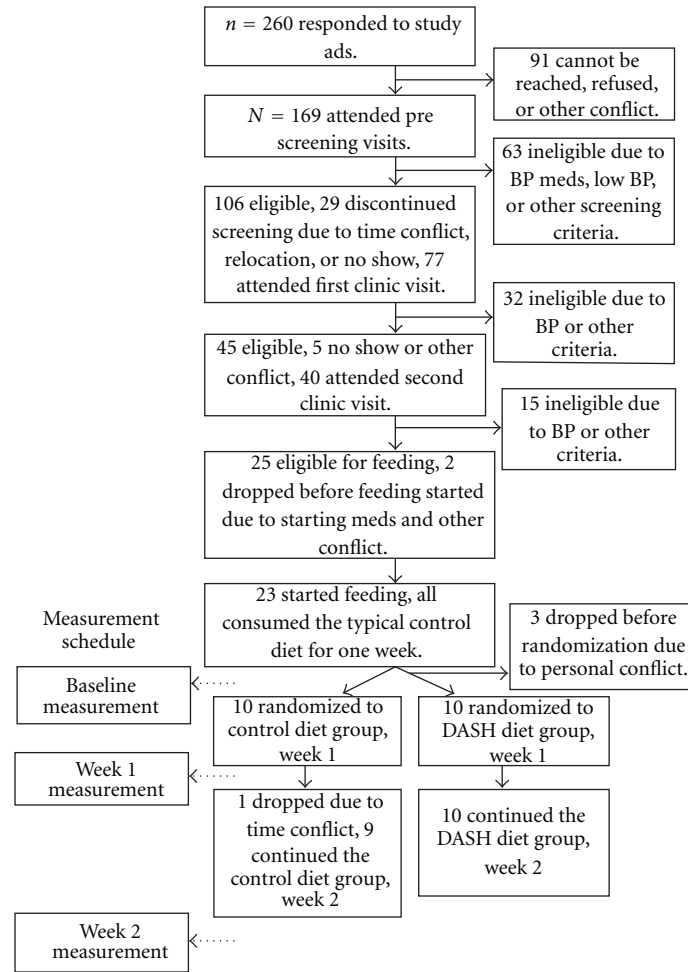 n = 260 responded to study
ads.
91 cannot be
reached, refused,
or other conflict.
N = 169 attended pre
screening visits.
63 ineligible due to
BP meds, low BP,
or other screening
criteria.
106 eligible, 29 discontinued
screening due to time conflict,
relocation, or no show, 77
attended first clinic visit.
32 ineligible due to
BP or other
criteria.
45 eligible, 5 no show or other
conflict, 40 attended second
clinic visit.
15 ineligible due
to BP or other
criteria.
25 eligible for feeding, 2
dropped before feeding started
due to starting meds and other
conflict.
23 started feeding, all
consumed the typical control
diet for one week.
3 dropped before
randomization due
to personal conflict.
Measurement
schedule
Baseline
measurement
10 randomized to
control diet group,
week 1
10 randomized to
DASH diet group,
week 1
Week 1
measurement
1 dropped due to
time conflict, 9
continued the
control diet group,
week 2
10 continued the
DASH diet group,
week 2
Week 2
measurement